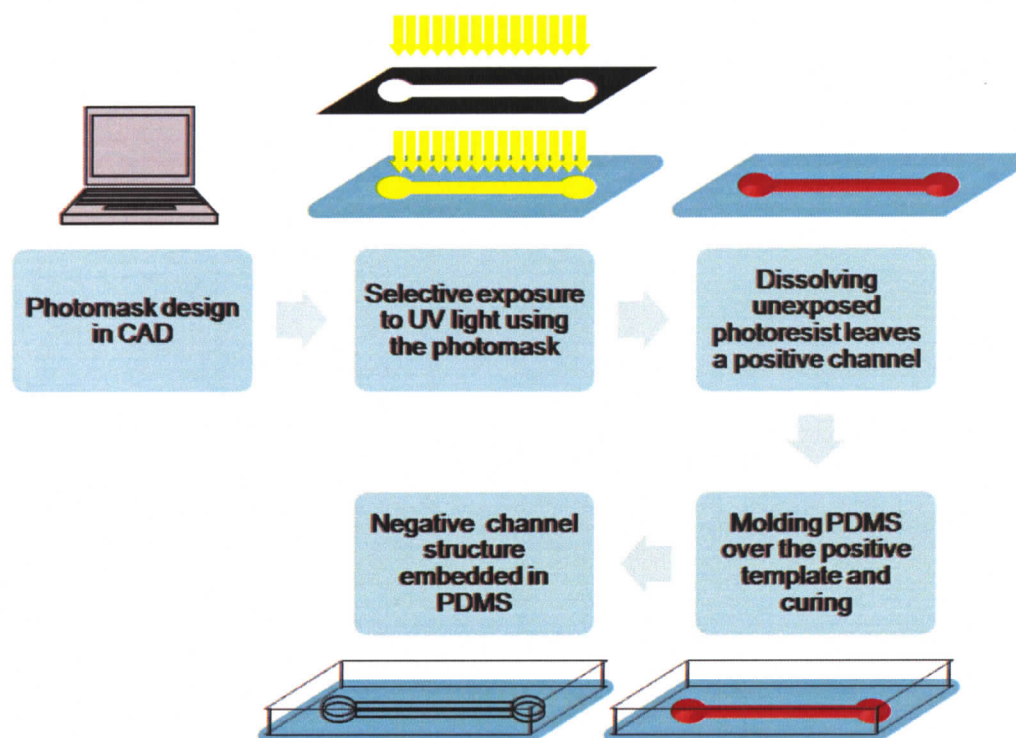 Photomask design
in CAD
Selective exposure
to UV light using
the photomask
Dissolving
unexposed
photoresist leaves
a positive channel
Molding PDMS
over the positive
template and
curing
Negative channel
structure
embedded in
PDMS